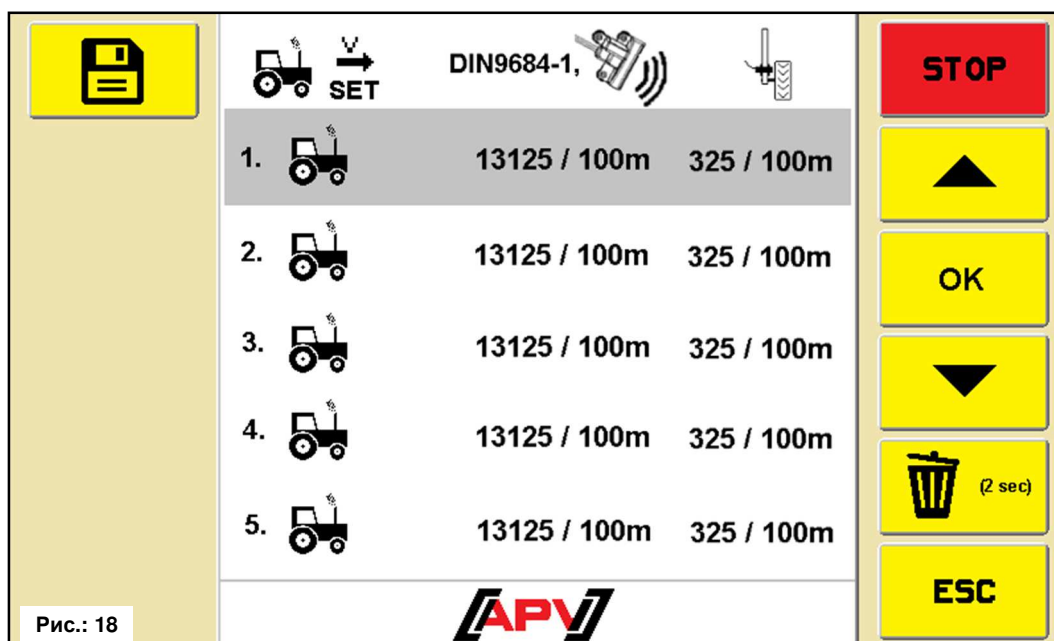 DIN9684-1,
V
SET
STOP
1. 13125 / 100m 325 / 100m
2. 13125 / 100m 325 / 100m
OK
3. 13125 / 100m 325 / 100m
4. 13125 / 100m 325 / 100m
(2 sec)
5. 13125 / 100m 325 / 100m
ESC
APV
Рис.: 18